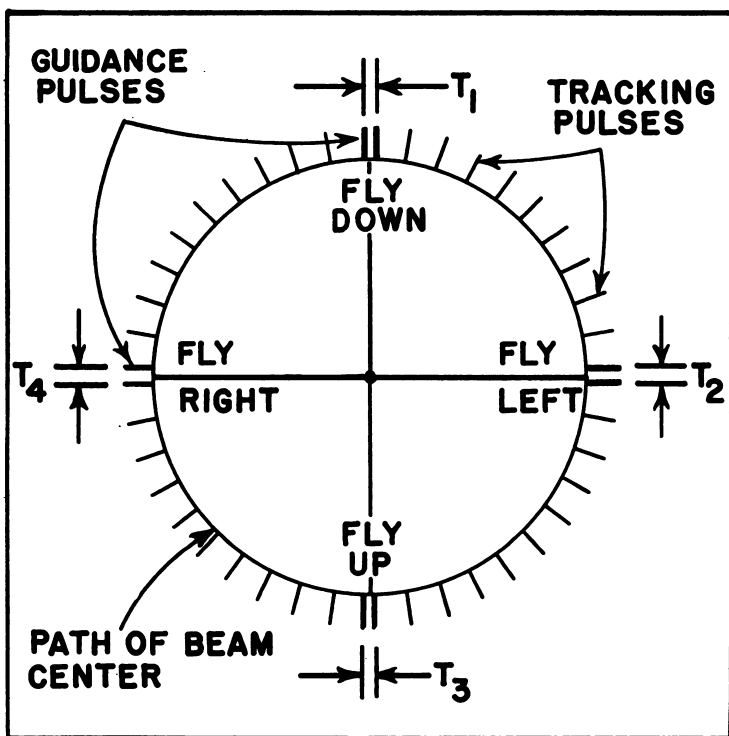 GUIDANCE
PULSES
T1
TRACKING
PULSES
FLY
DOWN
T4
FLY
RIGHT
FLY
LEFT
T2
FLY
UP
PATH OF BEAM
CENTER
T3